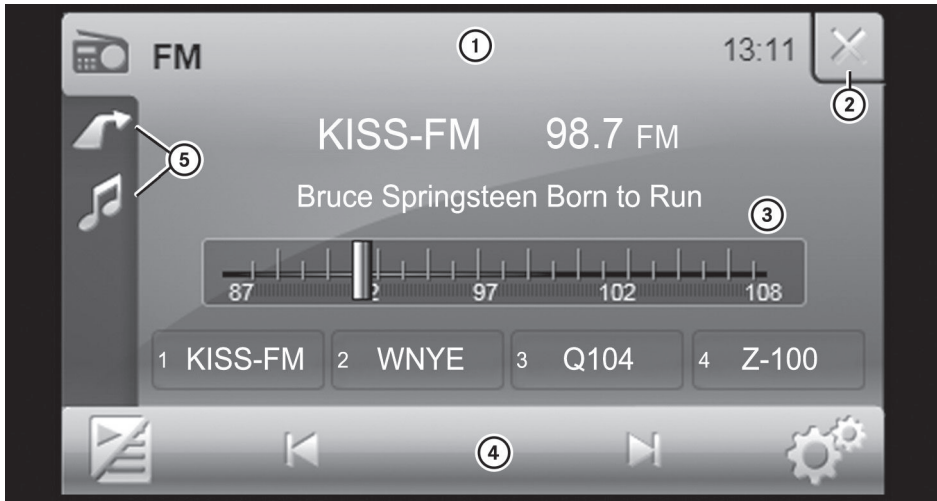 FM 1 13:11
2
KISS-FM 98.7 FM
5
Bruce Springsteen Born to Run
3
87 2 97 102 108
1 KISS-FM 2 WNYE 3 Q104 4 Z-100
4